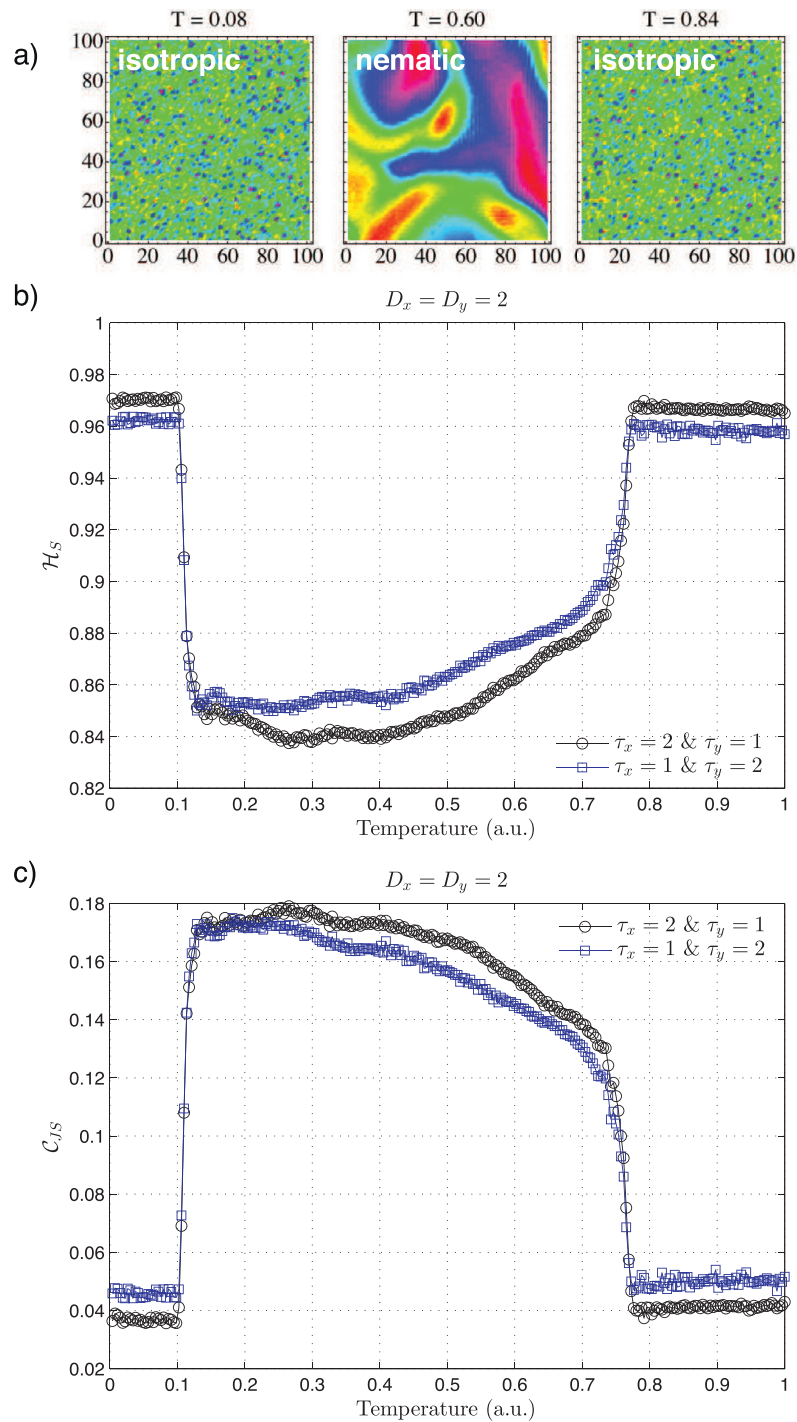 T = 0.08 T = 0.60 T = 0.84
a)
isotropic nematic isotropic
100
80
60
40
20
0
0 20 40 60 80 100 0 20 40 60 80 100 0 20 40 60 80 100
b)
D_x = D_y = 2
1
0.98
0.96
0.94
0.92
0.9
0.88
0.86
0.84
0.82
H_S
τ_x = 2 & τ_y = 1
τ_x = 1 & τ_y = 2
0 0.1 0.2 0.3 0.4 0.5 0.6 0.7 0.8 0.9 1
Temperature (a.u.)
c)
D_x = D_y = 2
0.18
0.16
0.14
0.12
0.1
0.08
0.06
0.04
0.02
C_JS
τ_x = 2 & τ_y = 1
τ_x = 1 & τ_y = 2
0 0.1 0.2 0.3 0.4 0.5 0.6 0.7 0.8 0.9 1
Temperature (a.u.)